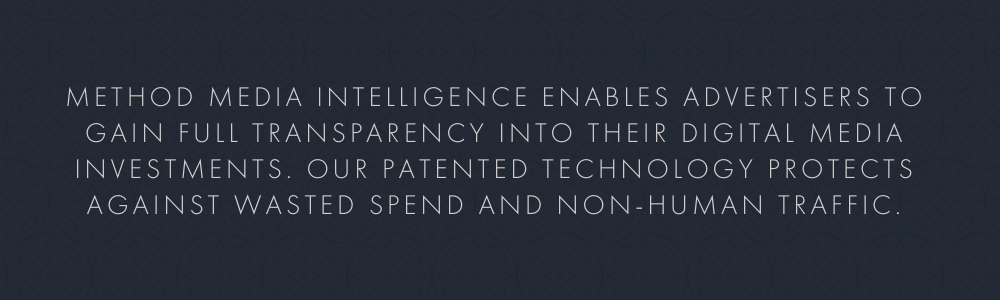 METHOD MEDIA INTELLIGENCE ENABLES ADVERTISERS TO
GAIN FULL TRANSPARENCY INTO THEIR DIGITAL MEDIA
INVESTMENTS. OUR PATENTED TECHNOLOGY PROTECTS
AGAINST WASTED SPEND AND NON-HUMAN TRAFFIC.